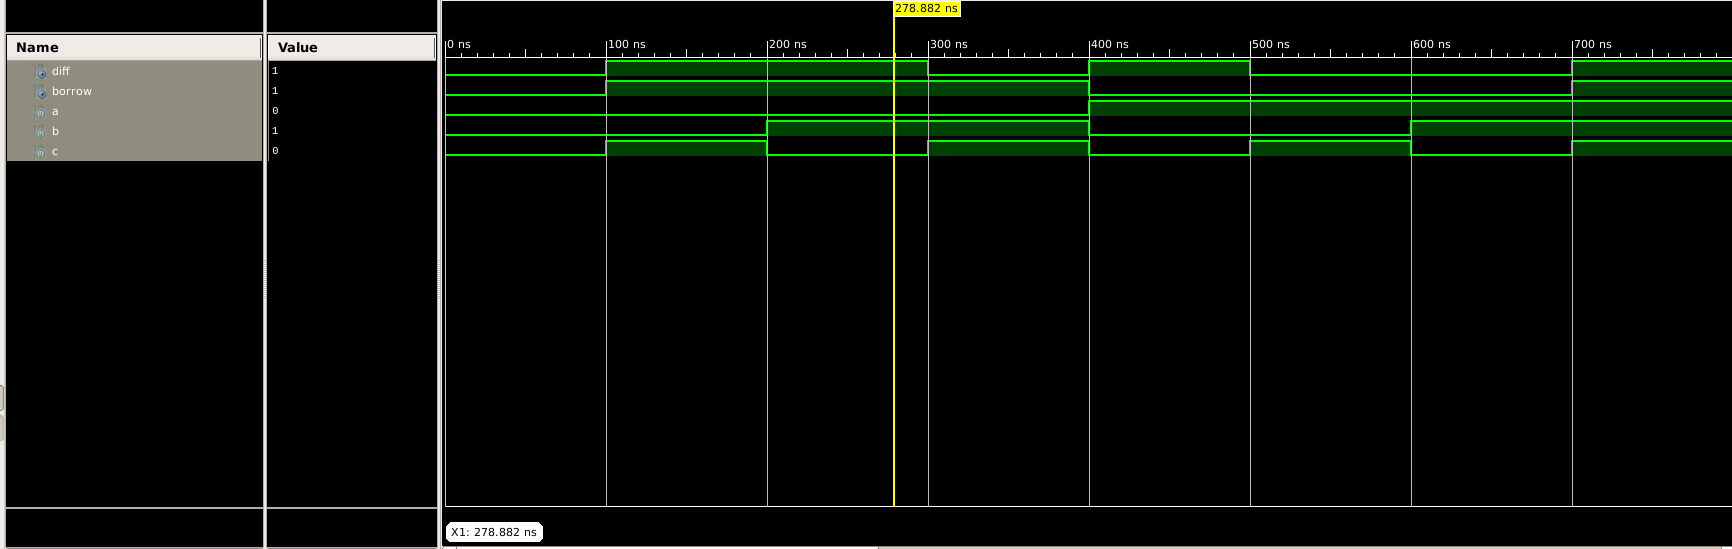 278.882 ns
Name Value
0 ns 100 ns 200 ns 300 ns 400 ns 500 ns 600 ns 700 ns
diff 1
borrow 1
a 0
b 1
c 0
X1: 278.882 ns